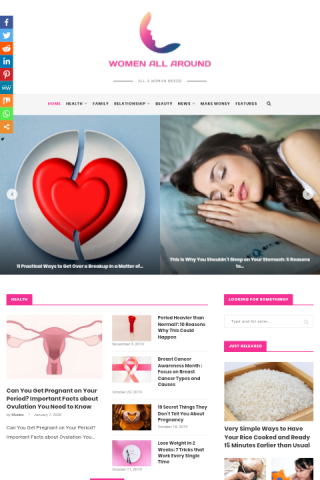 WOMEN ALL AROUND
ALL A WOMAN NEEDS
HOME HEALTH FAMILY RELATIONSHIP BEAUTY NEWS MAKE MONEY FEATURES
11 Practical Ways to Get Over a Breakup in a Matter of...
This Is Why You Shouldn't Sleep on Your Stomach: 5 Reasons
to...
HEALTH
Can You Get Pregnant on Your
Period? Important Facts about
Ovulation You Need to Know
January 7, 2020
Can You Get Pregnant on Your Period?
Important Facts about Ovulation You...
Period Heavier than
Normal?: 10 Reasons
Why This Could
Happen
November 5, 2019
Breast Cancer
Awareness Month :
Focus on Breast
Cancer Types and
Causes
October 20, 2019
19 Secret Things They
Don't Tell You About
Pregnancy
October 18, 2019
Lose Weight in 2
Weeks: 7 Tricks that
Work Every Single
Time
October 17, 2019
LOOKING FOR SOMETHING?
Type and hit enter...
JUST RELEASED
Very Simple Ways to Have
Your Rice Cooked and Ready
15 Minutes Earlier than Usual